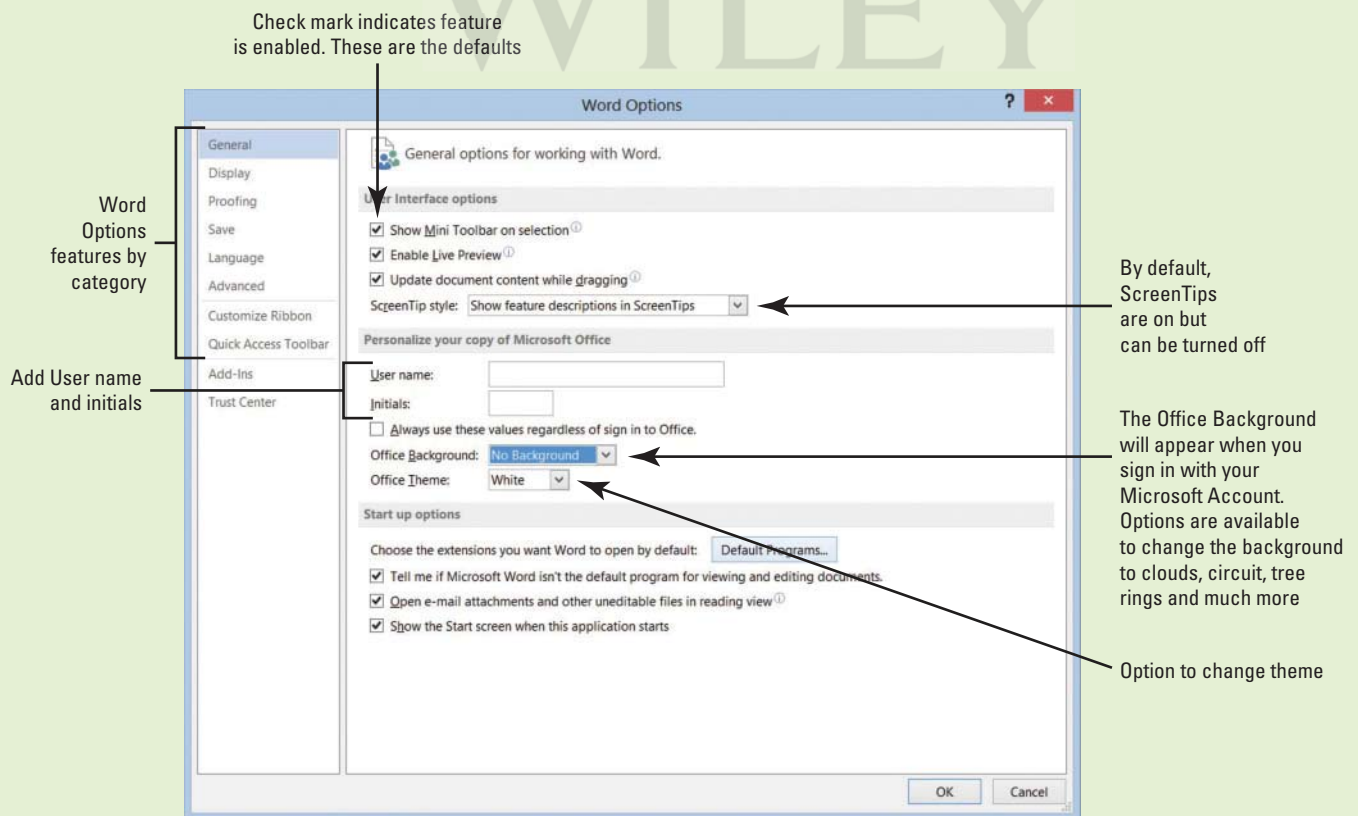 WILEY
Check mark indicates feature
is enabled. These are the defaults
Word Options
?
General
Display
Proofing
Save
Language
Advanced
Customize Ribbon
Quick Access Toolbar
Add-Ins
Trust Center
Word
Options
features by
category
Add User name
and initials
General options for working with Word.
User Interface options
Show Mini Toolbar on selection
Enable Live Preview
Update document content while dragging
ScreenTip style: Show feature descriptions in ScreenTips
Personalize your copy of Microsoft Office
User name:
Initials:
Always use these values regardless of sign in to Office.
Office Background: No Background
Office Theme: White
Start up options
Choose the extensions you want Word to open by default: Default Programs...
Tell me if Microsoft Word isn't the default program for viewing and editing documents.
Open e-mail attachments and other uneditable files in reading view
Show the Start screen when this application starts
OK Cancel
By default,
ScreenTips
are on but
can be turned off
The Office Background
will appear when you
sign in with your
Microsoft Account.
Options are available
to change the background
to clouds, circuit, tree
rings and much more
Option to change theme